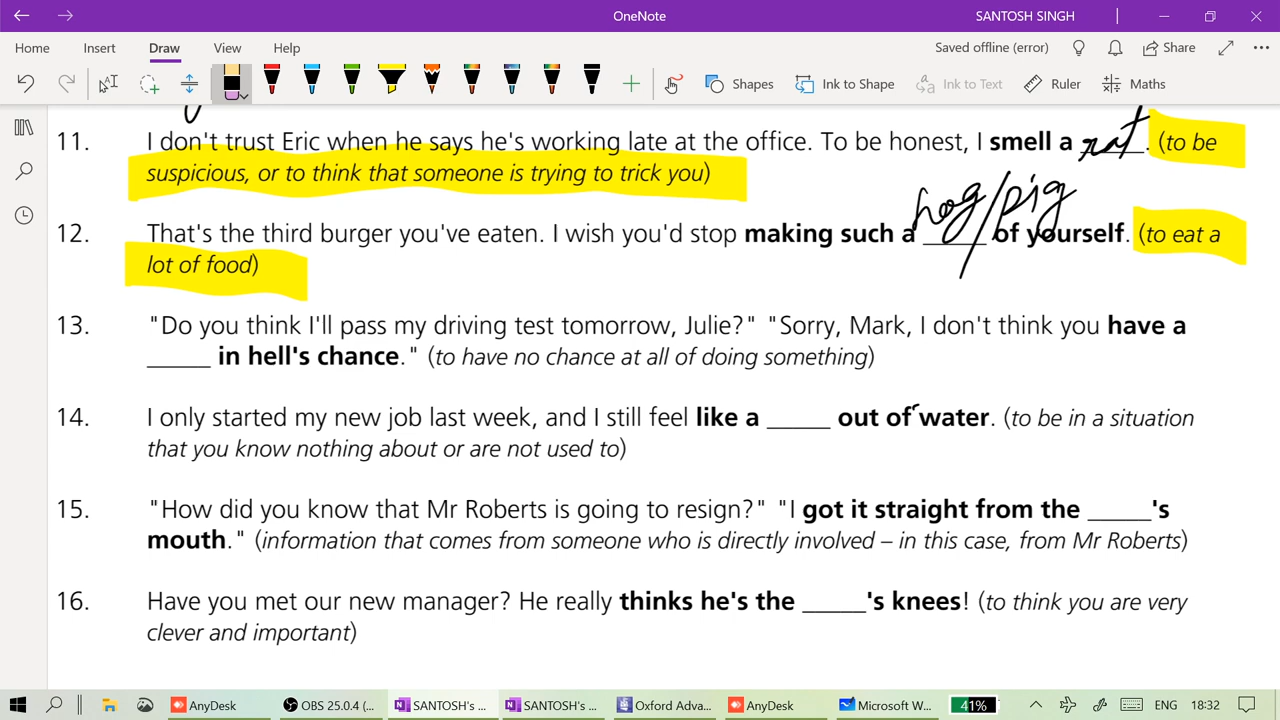 OneNote
SANTOSH SINGH
Home Insert Draw View Help
Saved offline (error)
Share
Shapes
Ink to Shape
Ink to Text
Ruler
Maths
11. I don't trust Eric when he says he's working late at the office. To be honest, I smell a rat. (to be
suspicious, or to think that someone is trying to trick you)
hog/pig
12. That's the third burger you've eaten. I wish you'd stop making such a _____ of yourself. (to eat a
lot of food)
13. "Do you think I'll pass my driving test tomorrow, Julie?" "Sorry, Mark, I don't think you have a
_____ in hell's chance." (to have no chance at all of doing something)
14. I only started my new job last week, and I still feel like a _____ out of water. (to be in a situation
that you know nothing about or are not used to)
15. "How did you know that Mr Roberts is going to resign?" "I got it straight from the _____'s
mouth." (information that comes from someone who is directly involved – in this case, from Mr Roberts)
16. Have you met our new manager? He really thinks he's the _____'s knees! (to think you are very
clever and important)
AnyDesk
OBS 25.0.4 (...
SANTOSH'S ...
SANTOSH'S ...
Oxford Adva...
AnyDesk
Microsoft W...
41%
ENG
18:32